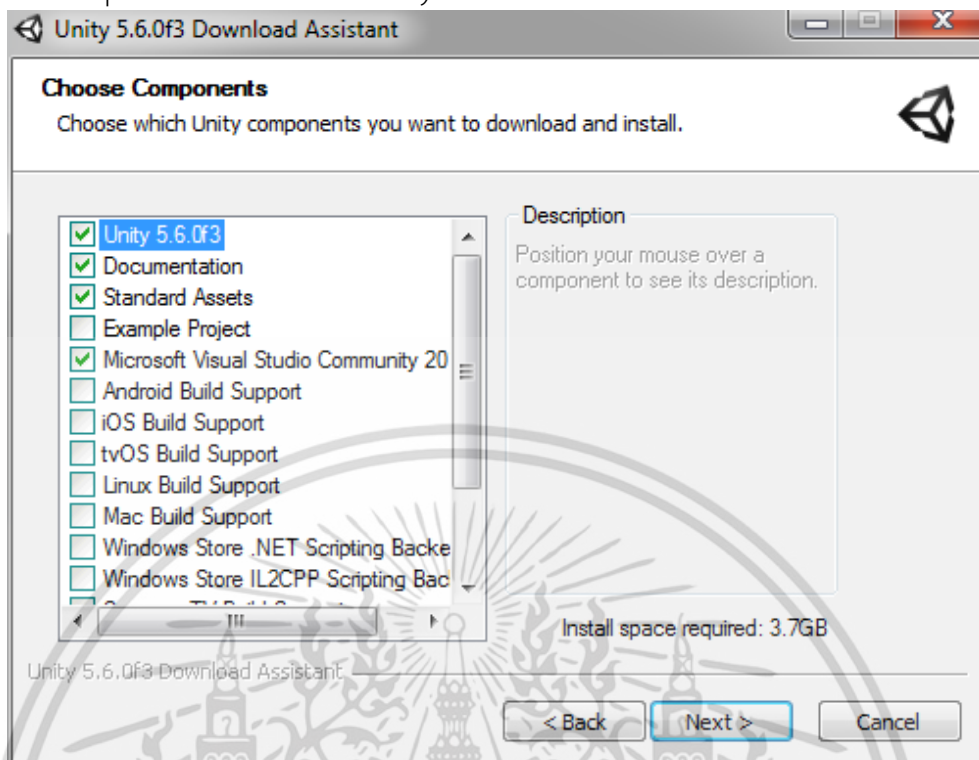 Unity 5.6.0f3 Download Assistant
Choose Components
Choose which Unity components you want to download and install.
Unity 5.6.0f3
Documentation
Standard Assets
Example Project
Microsoft Visual Studio Community 20
Android Build Support
iOS Build Support
tvOS Build Support
Linux Build Support
Mac Build Support
Windows Store .NET Scripting Backe
Windows Store IL2CPP Scripting Bac
Description
Position your mouse over a
component to see its description.
Install space required: 3.7GB
Unity 5.6.0f3 Download Assistant
< Back
Next >
Cancel